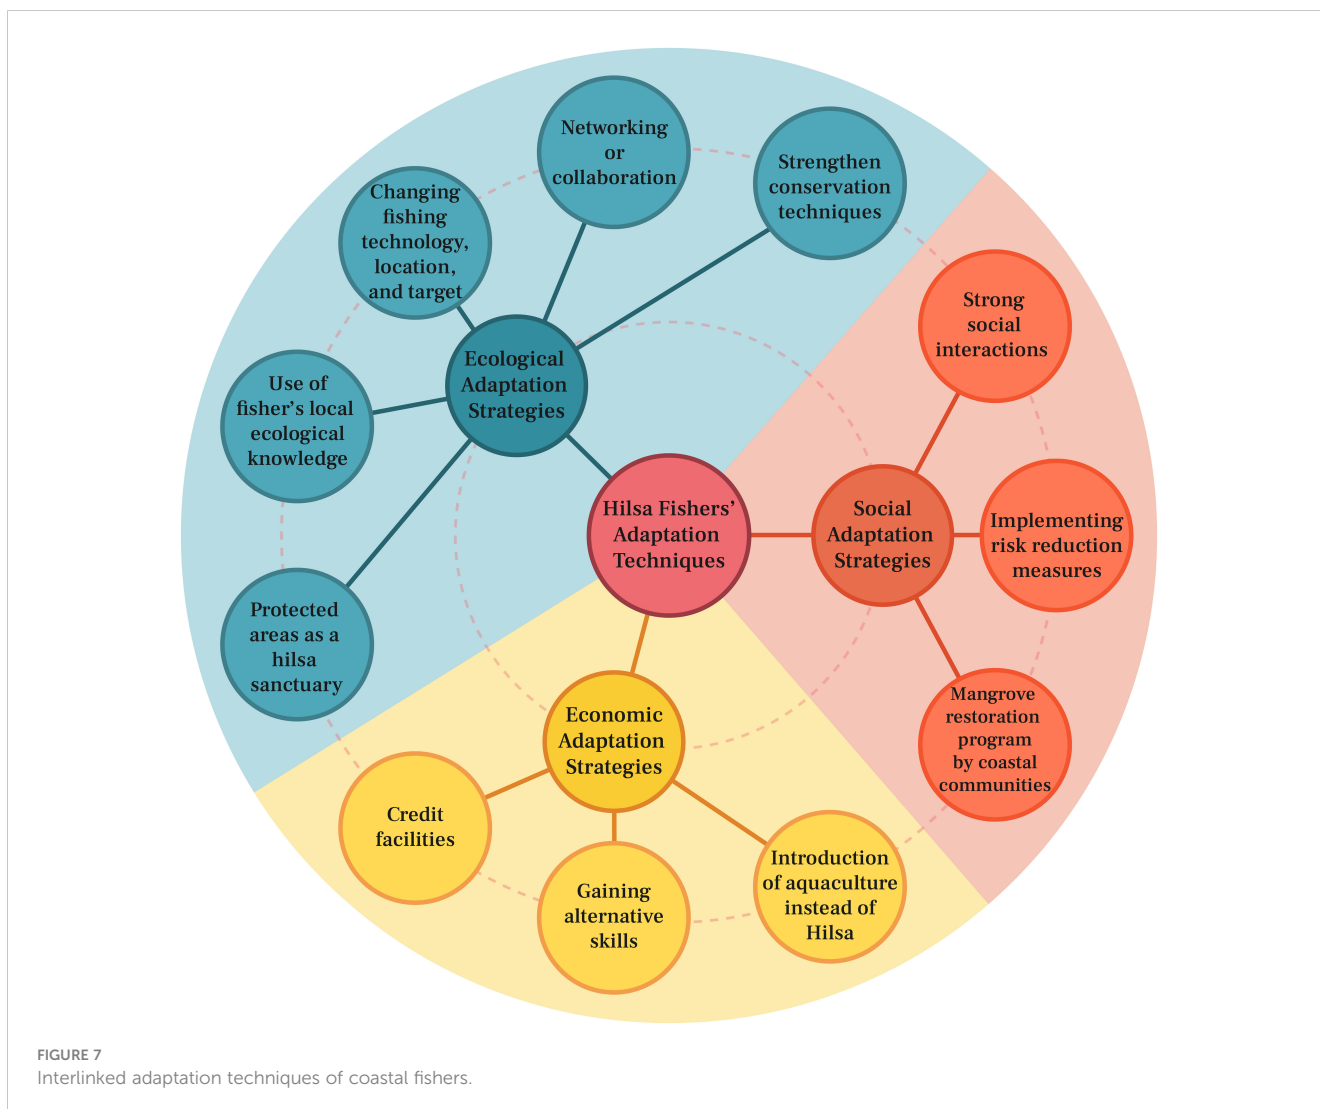 Networking
or
collaboration
Strengthen
conservation
techniques
Changing
fishing
technology,
location,
and target
Use of
fisher’s local
ecological
knowledge
Protected
areas as a
hilsa
sanctuary
Ecological
Adaptation
Strategies
Hilsa Fishers’
Adaptation
Techniques
Social
Adaptation
Strategies
Strong
social
interactions
Implementing
risk reduction
measures
Mangrove
restoration
program
by coastal
communities
Economic
Adaptation
Strategies
Credit
facilities
Gaining
alternative
skills
Introduction
of aquaculture
instead of
Hilsa
FIGURE 7
Interlinked adaptation techniques of coastal fishers.